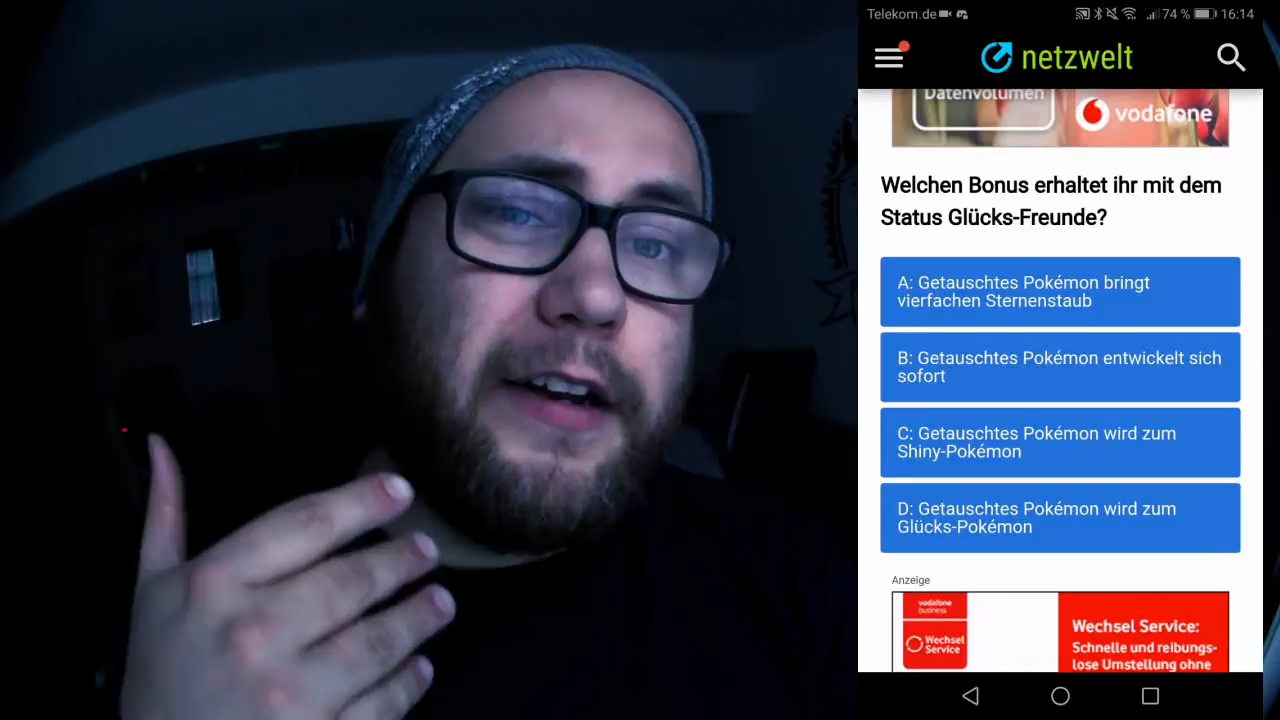 Telekom.de
74 %
16:14
netzwelt
Datenvolumen
vodafone
Welchen Bonus erhaltet ihr mit dem
Status Glücks-Freunde?
A: Getauschtes Pokémon bringt
vierfachen Sternenstaub
B: Getauschtes Pokémon entwickelt sich
sofort
C: Getauschtes Pokémon wird zum
Shiny-Pokémon
D: Getauschtes Pokémon wird zum
Glücks-Pokémon
Anzeige
vodafone
business
Wechsel
Service
Wechsel Service:
Schnelle und reibungs-
lose Umstellung ohne